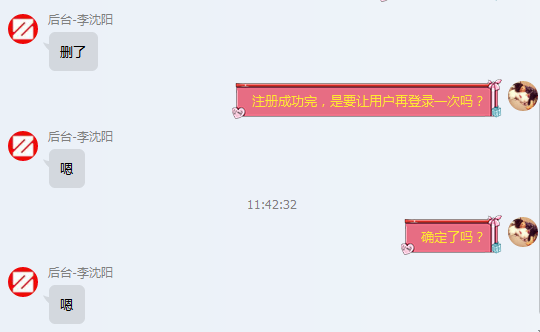 后台-李沈阳
删了
注册成功完，是要让用户再登录一次吗？
后台-李沈阳
嗯
11:42:32
确定了吗？
后台-李沈阳
嗯